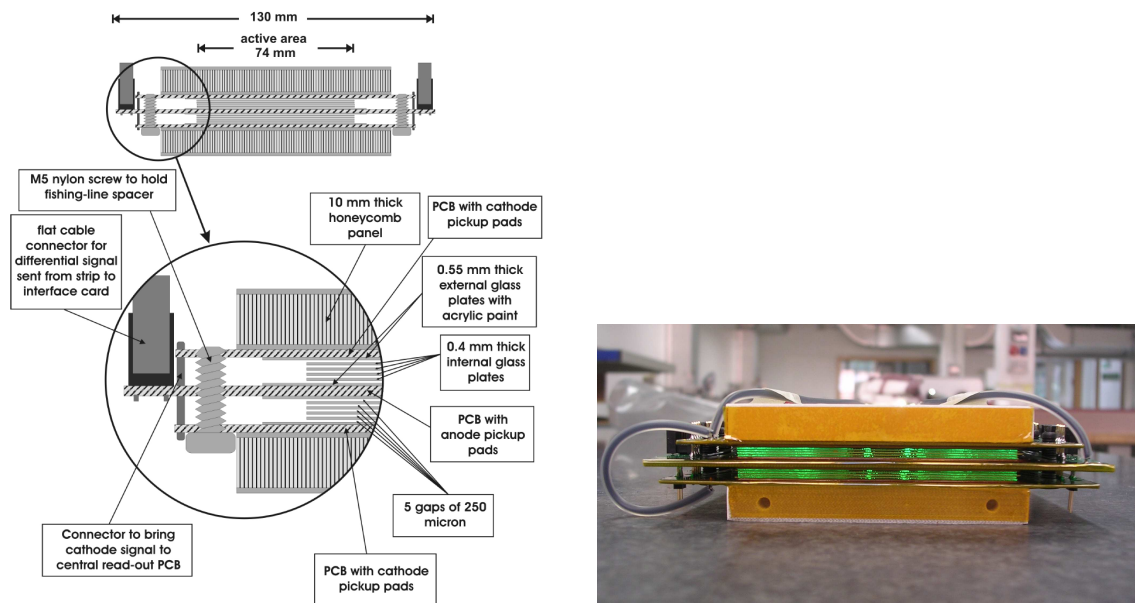 130 mm
active area
74 mm
M5 nylon screw to hold
fishing-line spacer
flat cable
connector for
differential signal
sent from strip to
interface card
10 mm thick
honeycomb
panel
PCB with cathode
pickup pads
0.55 mm thick
external glass
plates with
acrylic paint
0.4 mm thick
internal glass
plates
PCB with
anode pickup
pads
5 gaps of 250
micron
Connector to bring
cathode signal to
central read-out PCB
PCB with cathode
pickup pads